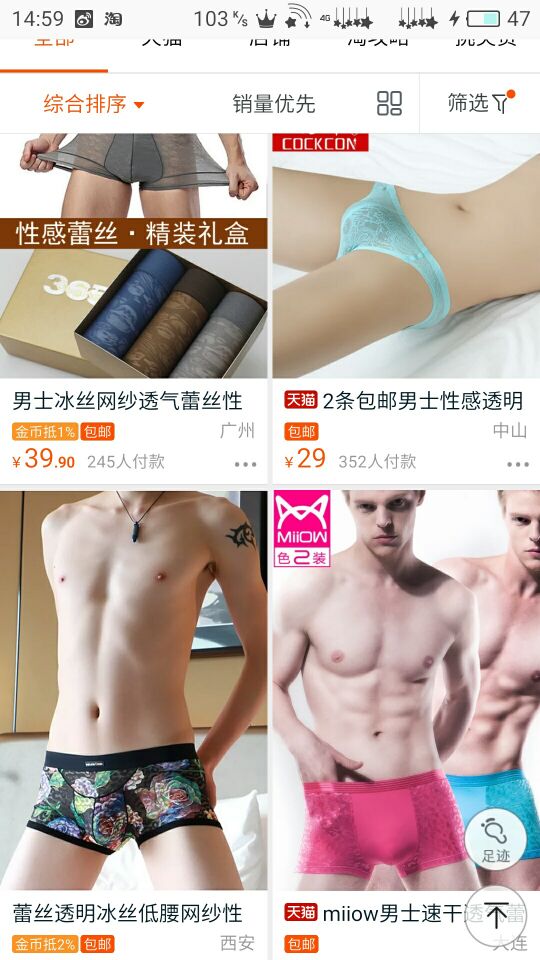 14:59 淘 103 K/s 4G 47
全部 天猫 店铺 淘攻略 挑尖货
综合排序 销量优先 筛选
性感蕾丝·精装礼盒
365
男士冰丝网纱透气蕾丝性
金币抵1% 包邮 广州
¥39.90 245人付款
COCKCON
天猫 2条包邮男士性感透明
包邮 中山
¥29 352人付款
蕾丝透明冰丝低腰网纱性
金币抵2% 包邮 西安
MiiOW
色2装
足迹
天猫 miiow男士速干透 蕾
包邮 大连